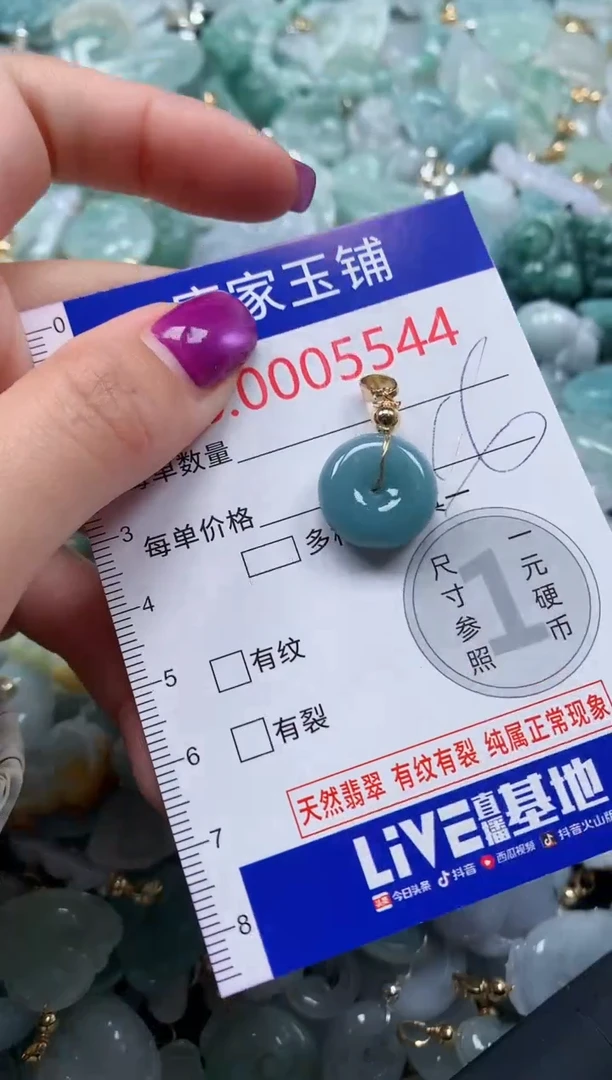 家玉铺
.0005544
单数量
每单价格
多
有纹
有裂
一元硬币
尺寸参照
1
天然翡翠 有纹有裂 纯属正常现象
LiVE直播基地
头条 今日头条 抖音 西瓜视频 抖音火山版
0
3
4
5
6
7
8